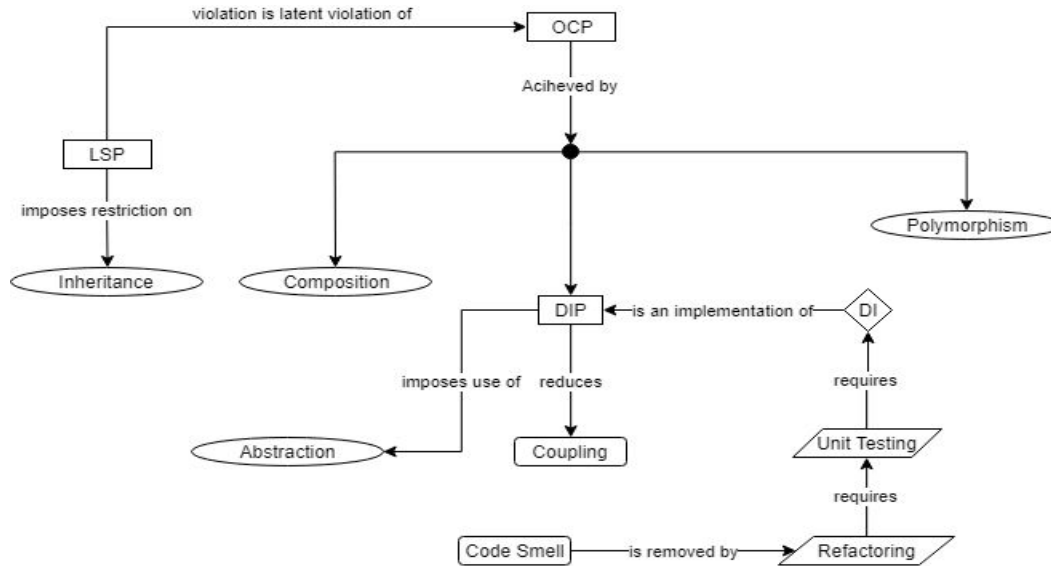 violation is latent violation of
OCP
Aciheved by
LSP
imposes restriction on
Polymorphism
Inheritance
Composition
DIP
is an implementation of
DI
imposes use of
reduces
requires
Abstraction
Coupling
Unit Testing
requires
Code Smell
is removed by
Refactoring